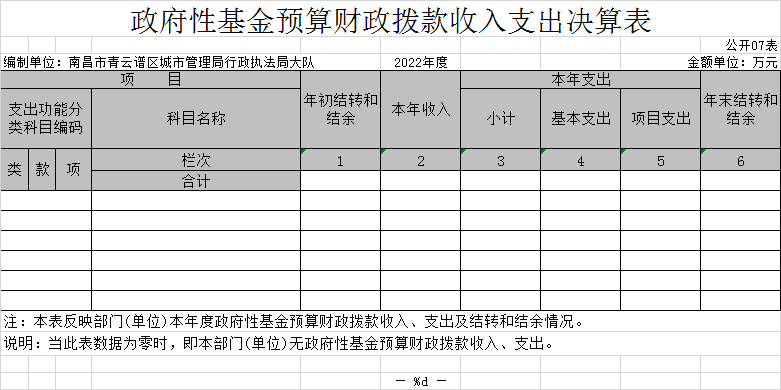 政府性基金预算财政拨款收入支出决算表
公开07表
编制单位：南昌市青云谱区城市管理局行政执法局大队 2022年度 金额单位：万元
项 目 年初结转和结余 本年收入 本年支出 年末结转和结余
支出功能分类科目编码 科目名称 小计 基本支出 项目支出
类 款 项 栏次 1 2 3 4 5 6
合计
注：本表反映部门(单位)本年度政府性基金预算财政拨款收入、支出及结转和结余情况。
说明：当此表数据为零时，即本部门(单位)无政府性基金预算财政拨款收入、支出。
— %d —